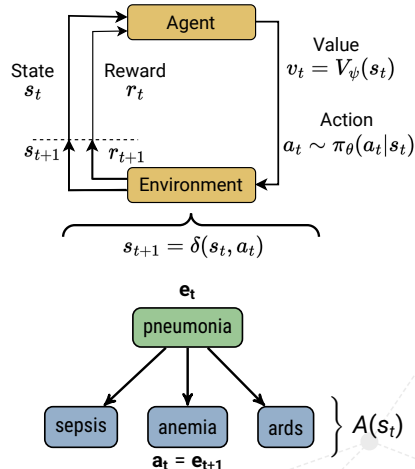 Agent
State
s_t
Reward
r_t
Value
v_t = V_ψ(s_t)
Action
a_t ∼ π_θ(a_t|s_t)
s_{t+1}
r_{t+1}
Environment
s_{t+1} = δ(s_t, a_t)
e_t
pneumonia
sepsis
anemia
ards
A(s_t)
a_t = e_{t+1}